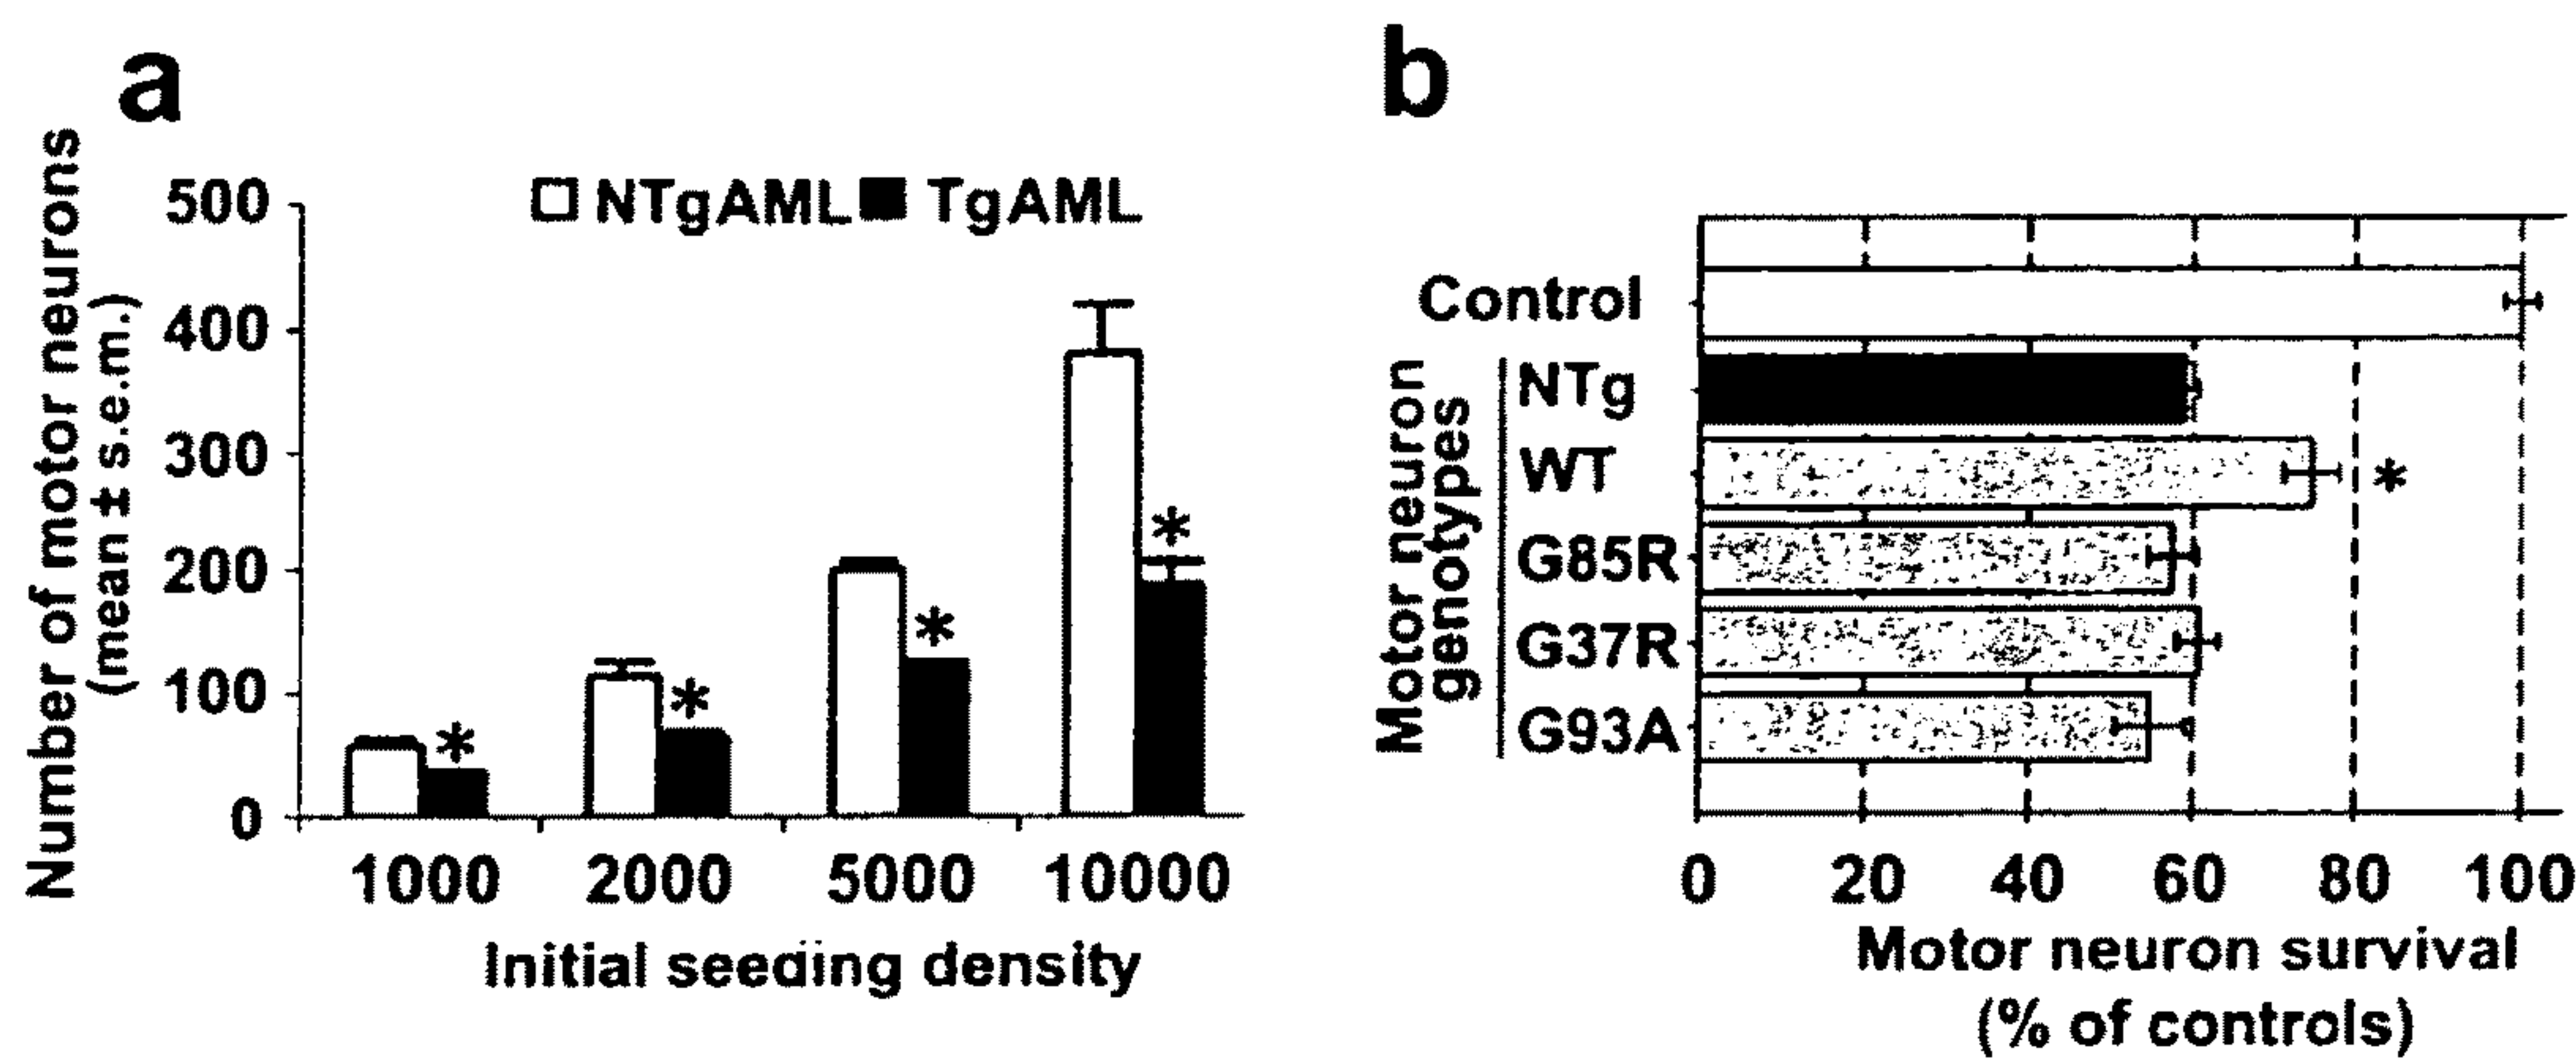 a
Number of motor neurons
(mean ± s.e.m.)
500
400
300
200
100
0
NTgAML TgAML
*
*
*
*
1000 2000 5000 10000
Initial seeding density
b
Control
Motor neuron
genotypes
NTg
WT
G85R
G37R
G93A
*
0 20 40 60 80 100
Motor neuron survival
(% of controls)